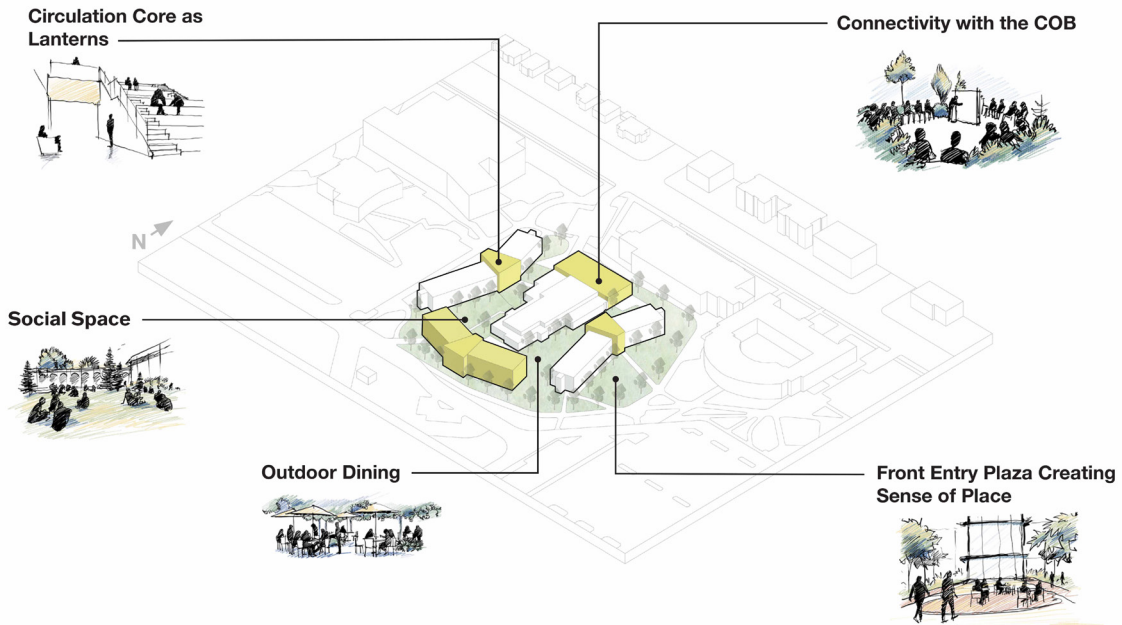 Circulation Core as
Lanterns
Connectivity with the COB
N
Social Space
Outdoor Dining
Front Entry Plaza Creating
Sense of Place